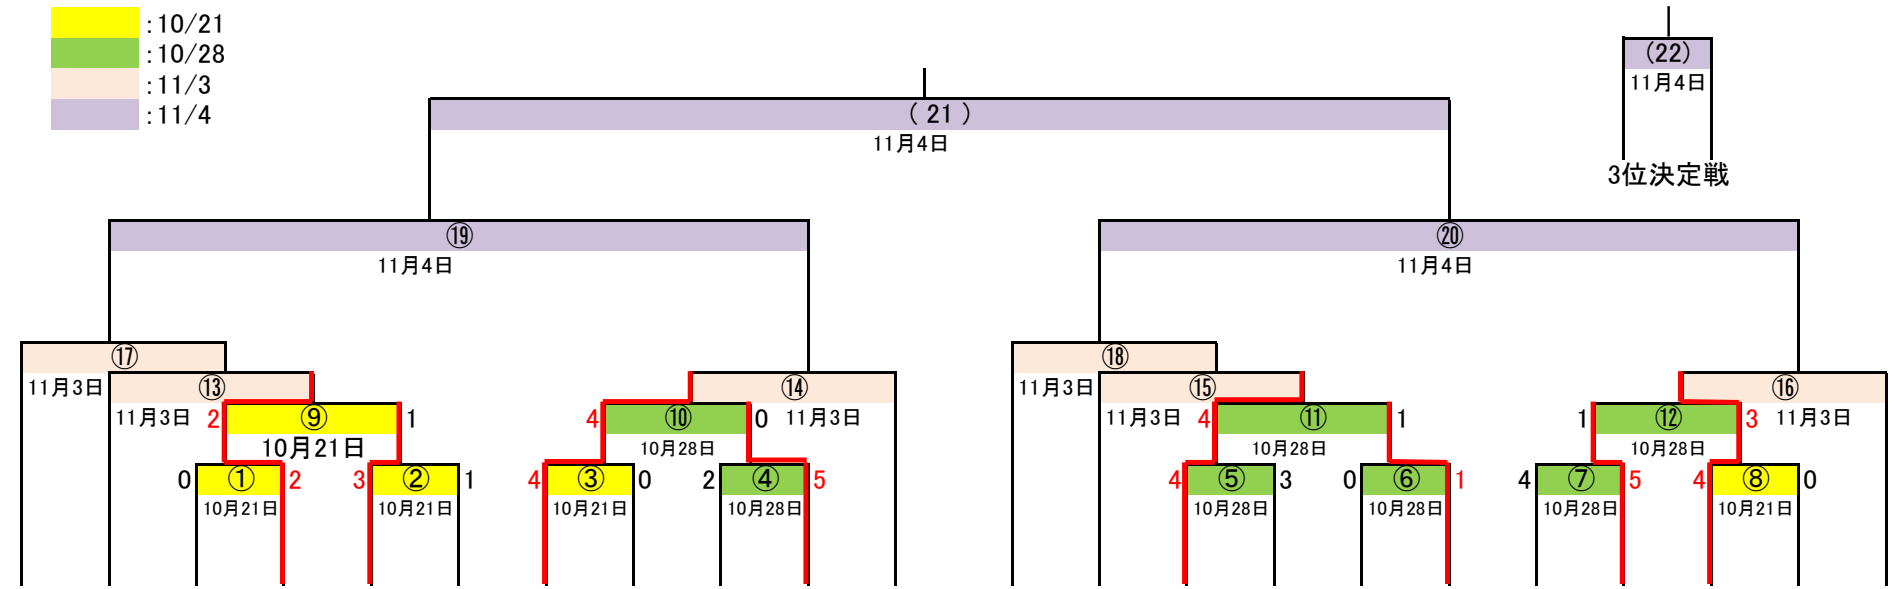 :10/21
:10/28
:11/3
:11/4
(22)
11月4日
3位決定戦
( 21 )
11月4日
⑲
11月4日
⑳
11月4日
⑰
11月3日
⑬
11月3日
⑭
11月3日
⑱
11月3日
⑮
11月3日
⑯
11月3日
2 ⑨ 1
10月21日
4 ⑩ 0
10月28日
4 ⑪ 1
10月28日
1 ⑫ 3
10月28日
0 ① 2
10月21日
3 ② 1
10月21日
4 ③ 0
10月21日
2 ④ 5
10月28日
4 ⑤ 3
10月28日
0 ⑥ 1
10月28日
4 ⑦ 5
10月28日
4 ⑧ 0
10月21日